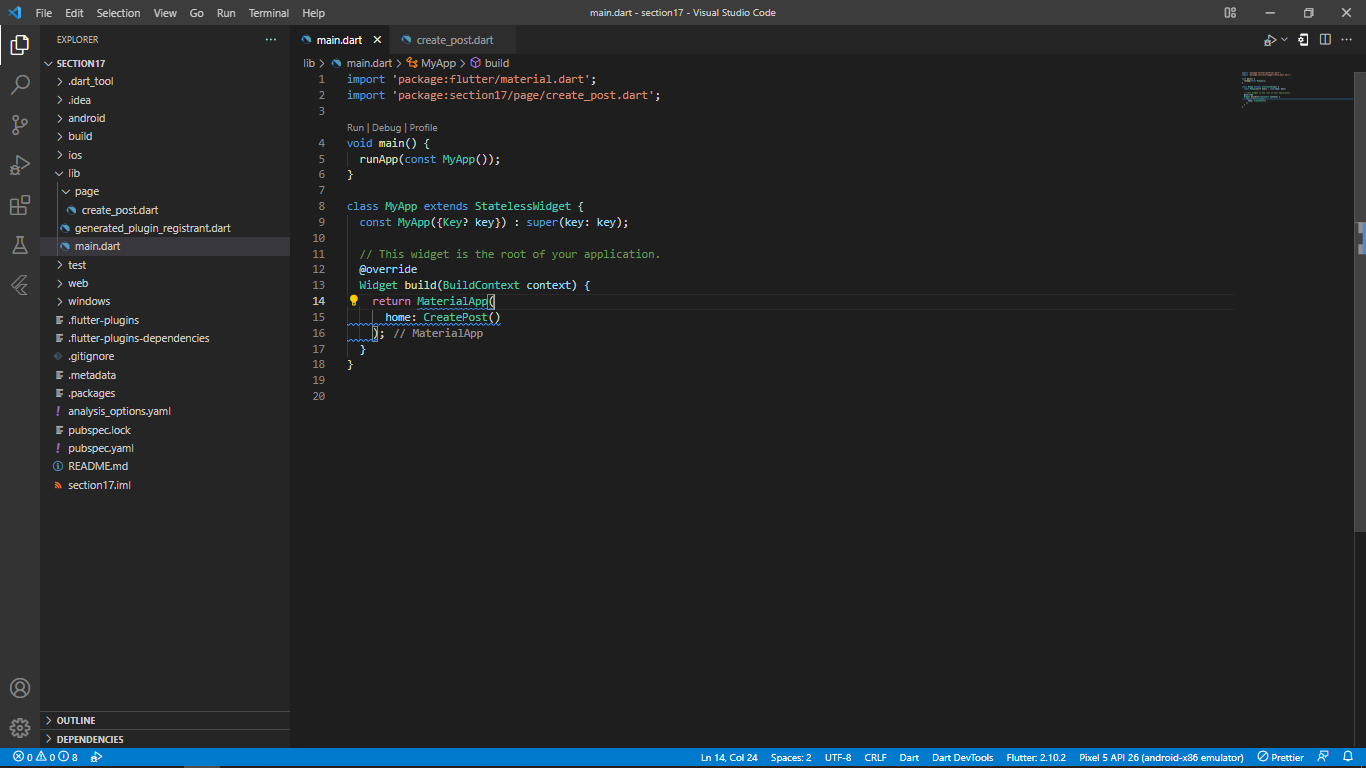 File Edit Selection View Go Run Terminal Help
main.dart - section17 - Visual Studio Code
EXPLORER
SECTION17
.dart_tool
.idea
android
build
ios
lib
page
create_post.dart
generated_plugin_registrant.dart
main.dart
test
web
windows
.flutter-plugins
.flutter-plugins-dependencies
.gitignore
.metadata
.packages
analysis_options.yaml
pubspec.lock
pubspec.yaml
README.md
section17.iml
OUTLINE
DEPENDENCIES
main.dart create_post.dart
lib > main.dart > MyApp > build
1 import 'package:flutter/material.dart';
2 import 'package:section17/page/create_post.dart';
3
Run | Debug | Profile
4 void main() {
5 runApp(const MyApp());
6 }
7
8 class MyApp extends StatelessWidget {
9 const MyApp({Key? key}) : super(key: key);
10
11 // This widget is the root of your application.
12 @override
13 Widget build(BuildContext context) {
14 return MaterialApp(
15 home: CreatePost()
16 ); // MaterialApp
17 }
18 }
19
20
0 0 8 Ln 14, Col 24 Spaces: 2 UTF-8 CRLF Dart Dart DevTools Flutter: 2.10.2 Pixel 5 API 26 (android-x86 emulator) Prettier